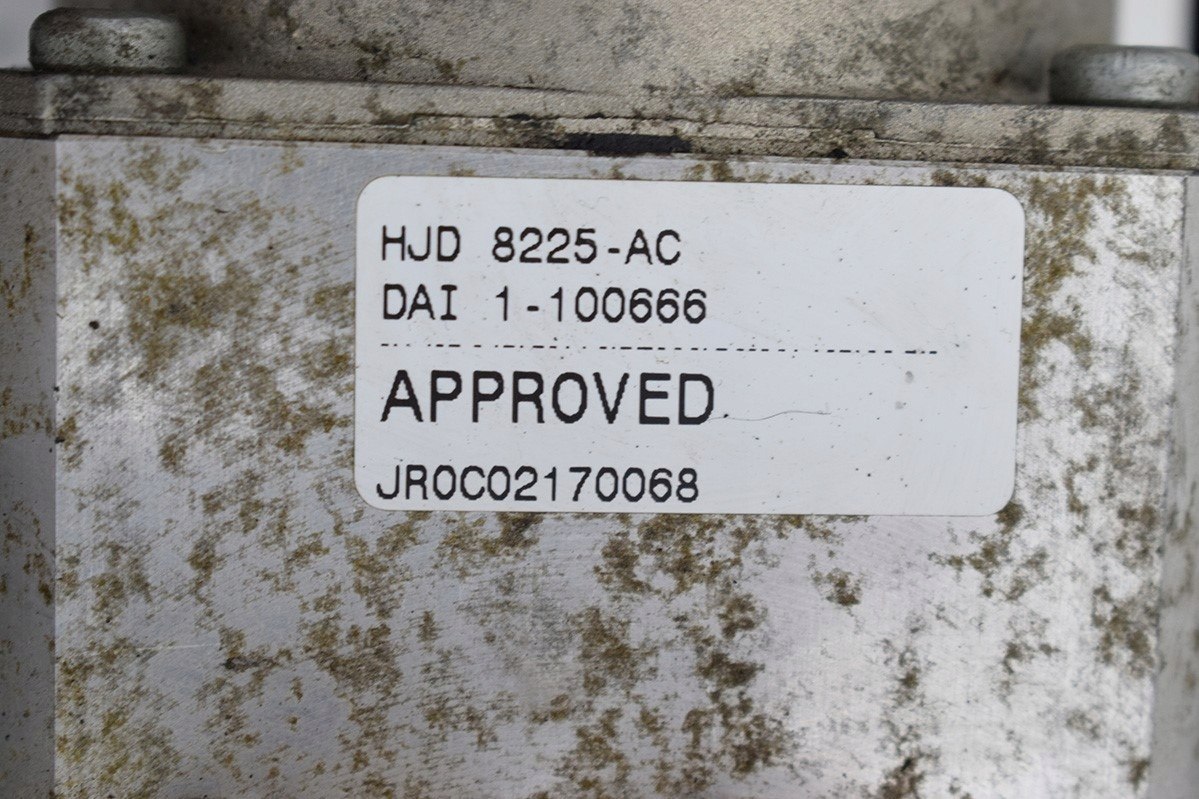 HJD 8225-AC
DAI 1-100666
APPROVED
JR0C02170068